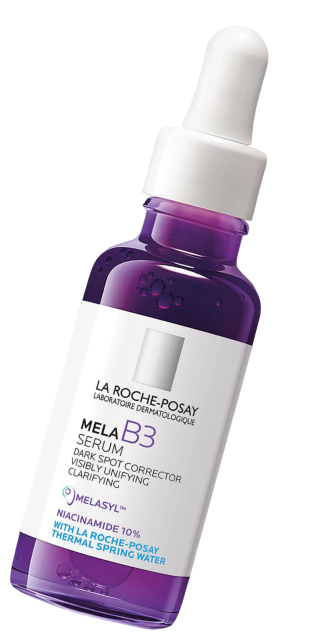 LA ROCHE-POSAY
LABORATOIRE DERMATOLOGIQUE
MELA B3
SERUM
DARK SPOT CORRECTOR
VISIBLY UNIFYING
CLARIFYING
MELASYL™
NIACINAMIDE 10%
WITH LA ROCHE-POSAY
THERMAL SPRING WATER